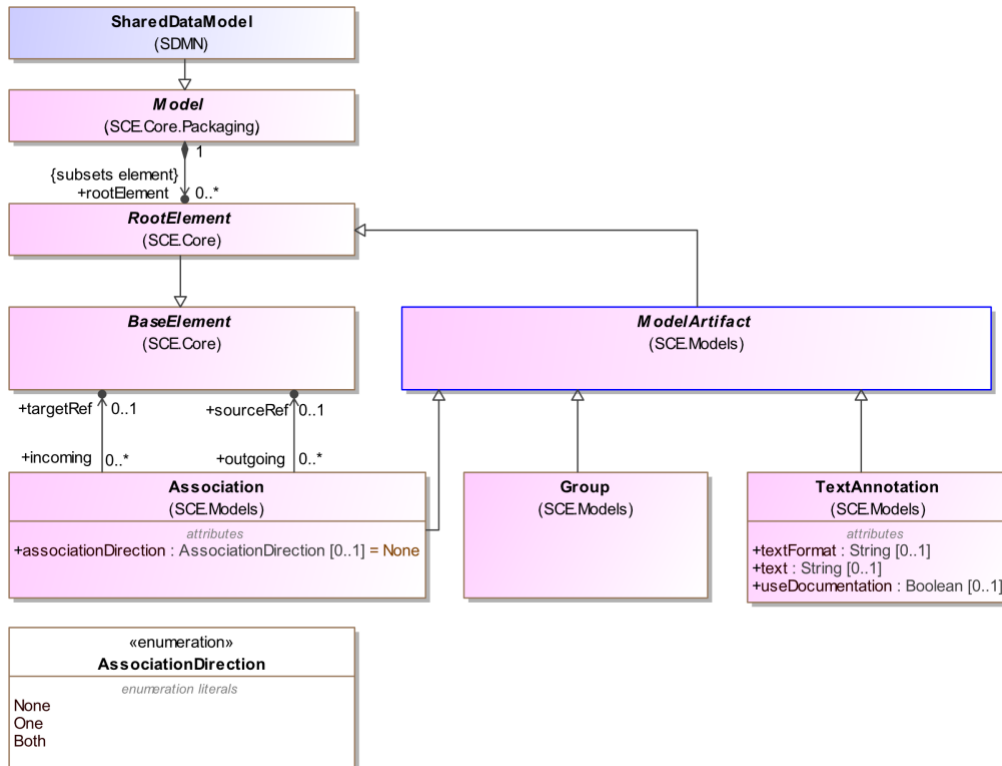 SharedDataModel
(SDMN)
Model
(SCE.Core.Packaging)
1
{subsets element}
+rootElement 0..*
RootElement
(SCE.Core)
BaseElement
(SCE.Core)
ModelArtifact
(SCE.Models)
+targetRef 0..1 +sourceRef 0..1
+incoming 0..* +outgoing 0..*
Association
(SCE.Models)
attributes
+associationDirection : AssociationDirection [0..1] = None
Group
(SCE.Models)
TextAnnotation
(SCE.Models)
attributes
+textFormat : String [0..1]
+text : String [0..1]
+useDocumentation : Boolean [0..1]
«enumeration»
AssociationDirection
enumeration literals
None
One
Both